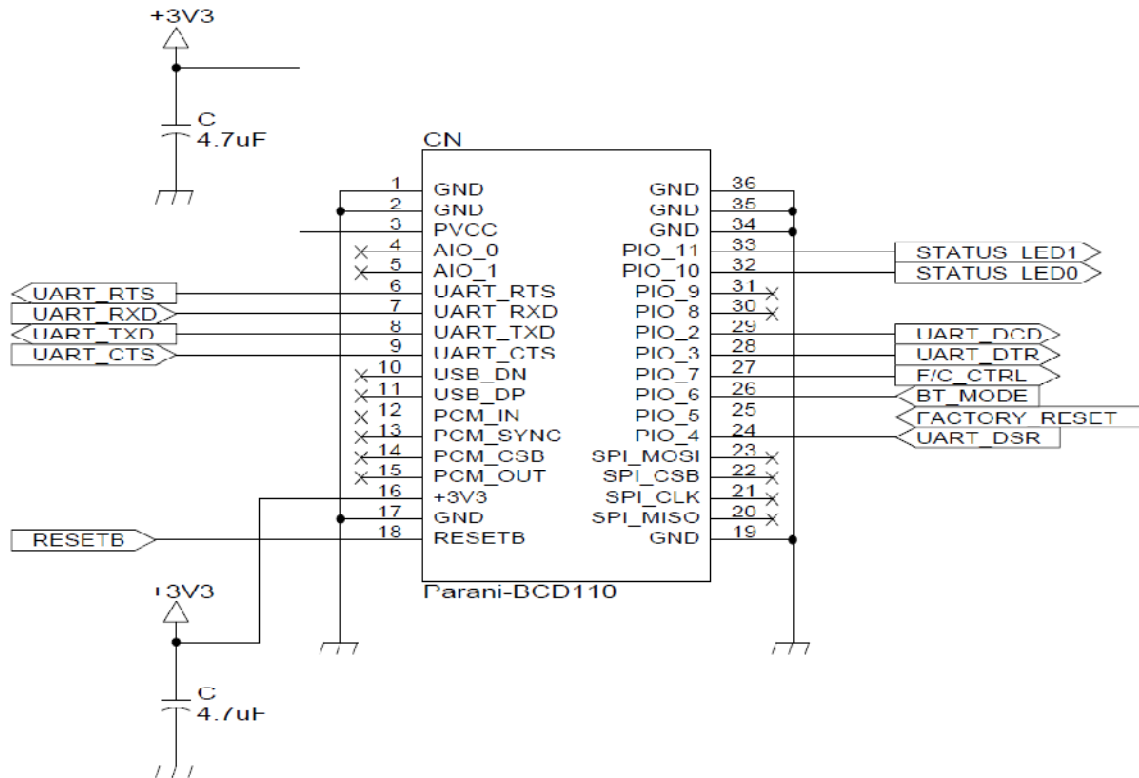 +3V3
C
4.7uF
CN
1 GND GND 36
2 GND GND 35
3 PVCC GND 34
4 AIO_0 PIO_11 33 STATUS_LED1
5 AIO_1 PIO_10 32 STATUS_LED0
UART_RTS 6 UART_RTS PIO_9 31
UART_RXD 7 UART_RXD PIO_8 30
UART_TXD 8 UART_TXD PIO_2 29 UART_DCD
UART_CTS 9 UART_CTS PIO_3 28 UART_DTR
10 USB_DN PIO_7 27 F/C_CTRL
11 USB_DP PIO_6 26 BT_MODE
12 PCM_IN PIO_5 25 FACTORY_RESET
13 PCM_SYNC PIO_4 24 UART_DSR
14 PCM_CSB SPI_MOSI 23
15 PCM_OUT SPI_CSB 22
16 +3V3 SPI_CLK 21
17 GND SPI_MISO 20
RESETB 18 RESETB GND 19
Parani-BCD110
+3V3
C
4.7uF